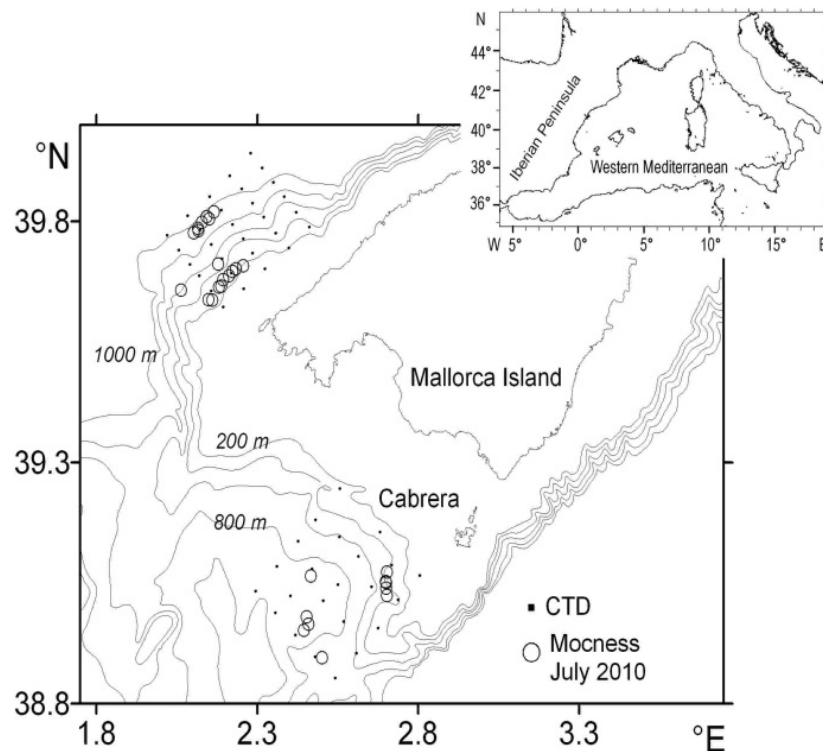 N
44°
42°
40°
38°
36°
Iberian Peninsula
Western Mediterranean
W 5° 0° 5° 10° 15°
°N
39.8
39.3
38.8
1000 m
Mallorca Island
200 m
Cabrera
800 m
CTD
Mocness
July 2010
1.8 2.3 2.8 3.3 °E